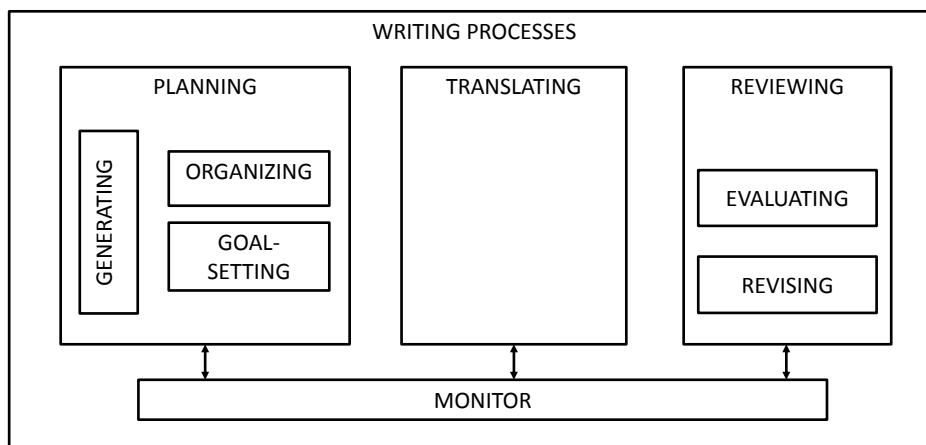 WRITING PROCESSES
PLANNING
TRANSLATING
REVIEWING
GENERATING
ORGANIZING
GOAL-
SETTING
EVALUATING
REVISING
MONITOR